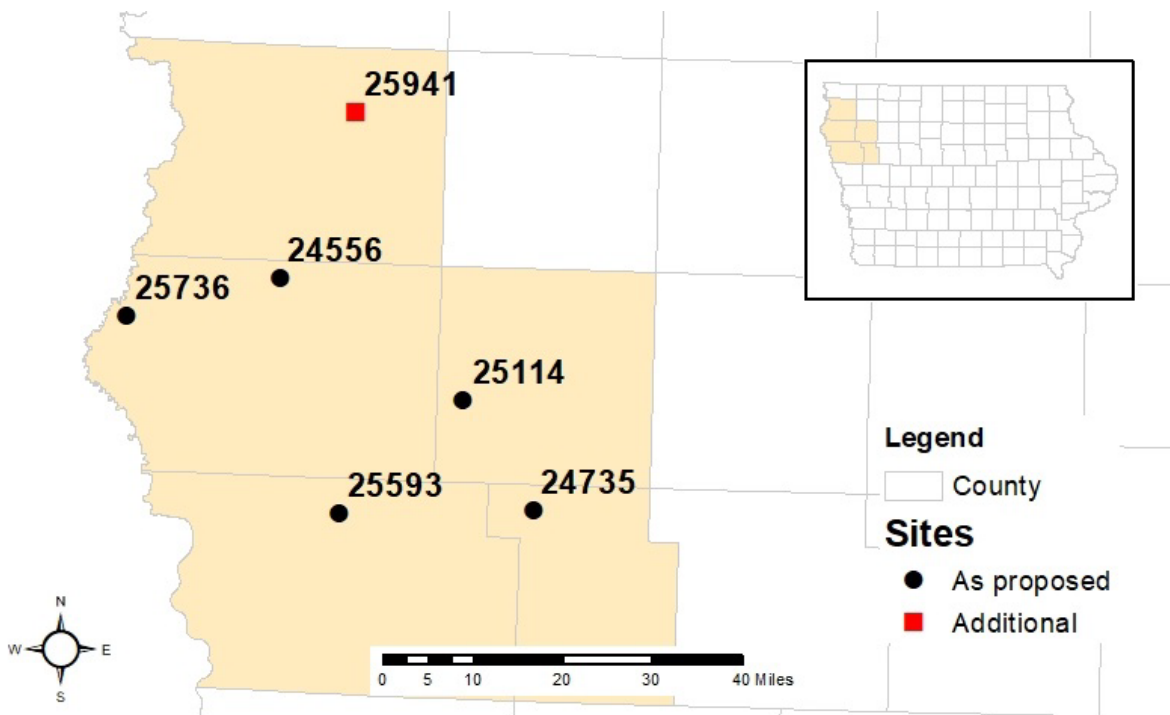 25941
24556
25736
25114
25593
24735
Legend
County
Sites
As proposed
Additional
N
W E
S
0 5 10 20 30 40 Miles